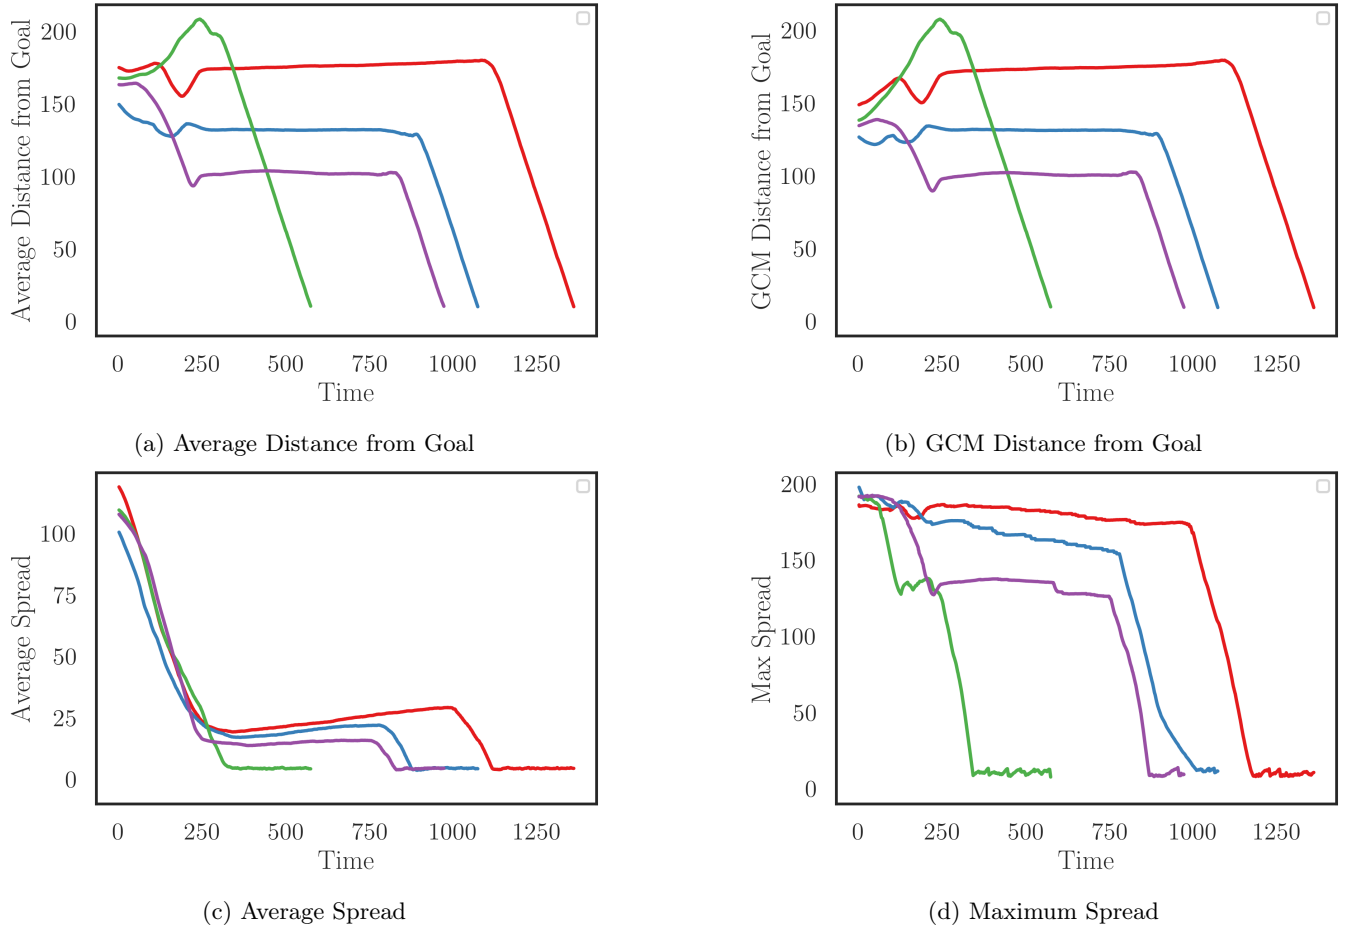 Average Distance from Goal
200
150
100
50
0
0 250 500 750 1000 1250
Time
(a) Average Distance from Goal
GCM Distance from Goal
200
150
100
50
0
0 250 500 750 1000 1250
Time
(b) GCM Distance from Goal
Average Spread
100
75
50
25
0
0 250 500 750 1000 1250
Time
(c) Average Spread
Max Spread
200
150
100
50
0
0 250 500 750 1000 1250
Time
(d) Maximum Spread